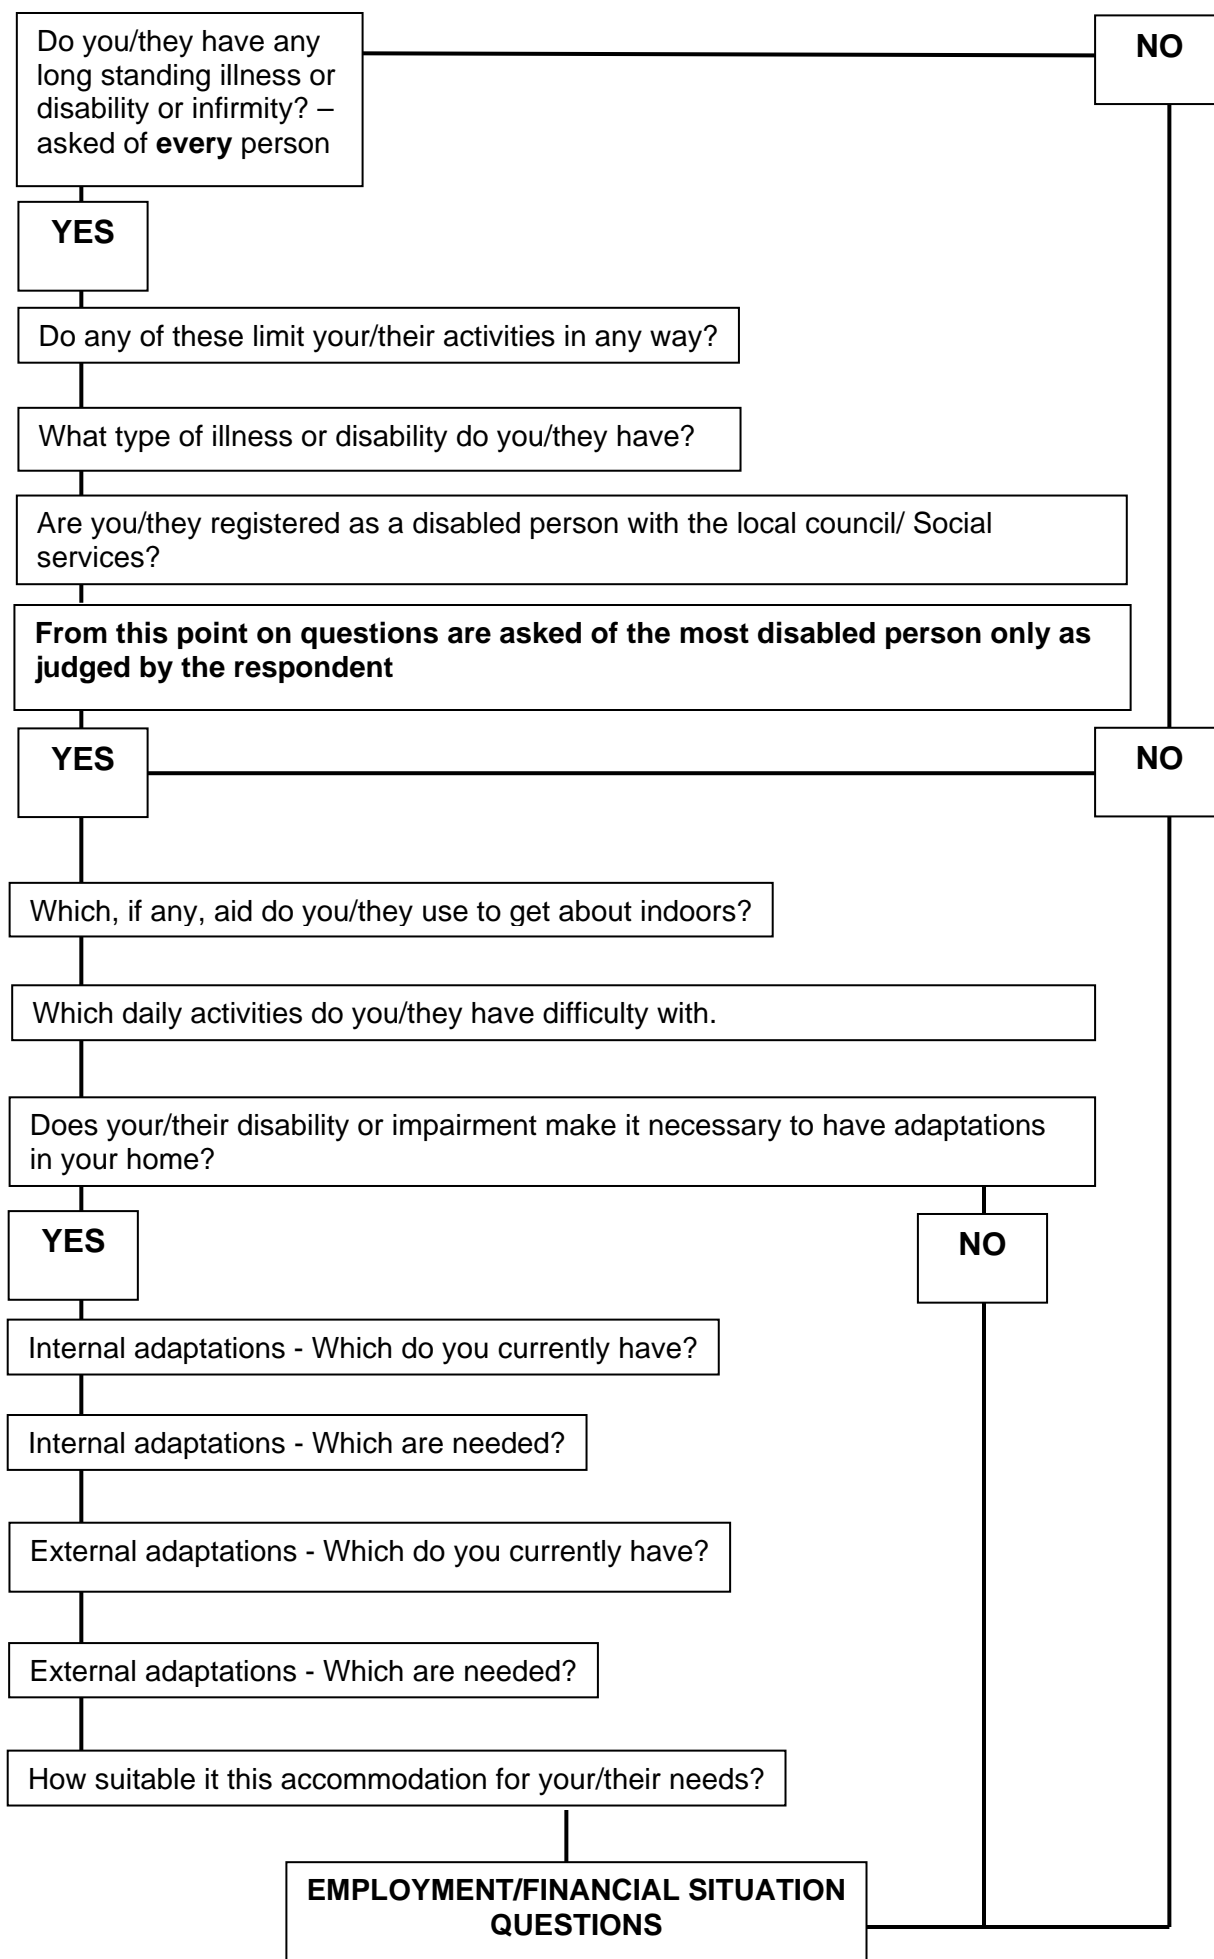 Do you/they have any
long standing illness or
disability or infirmity? –
asked of every person
NO
YES
Do any of these limit your/their activities in any way?
What type of illness or disability do you/they have?
Are you/they registered as a disabled person with the local council/ Social
services?
From this point on questions are asked of the most disabled person only as
judged by the respondent
YES
NO
Which, if any, aid do you/they use to get about indoors?
Which daily activities do you/they have difficulty with.
Does your/their disability or impairment make it necessary to have adaptations
in your home?
YES
NO
Internal adaptations - Which do you currently have?
Internal adaptations - Which are needed?
External adaptations - Which do you currently have?
External adaptations - Which are needed?
How suitable it this accommodation for your/their needs?
EMPLOYMENT/FINANCIAL SITUATION
QUESTIONS